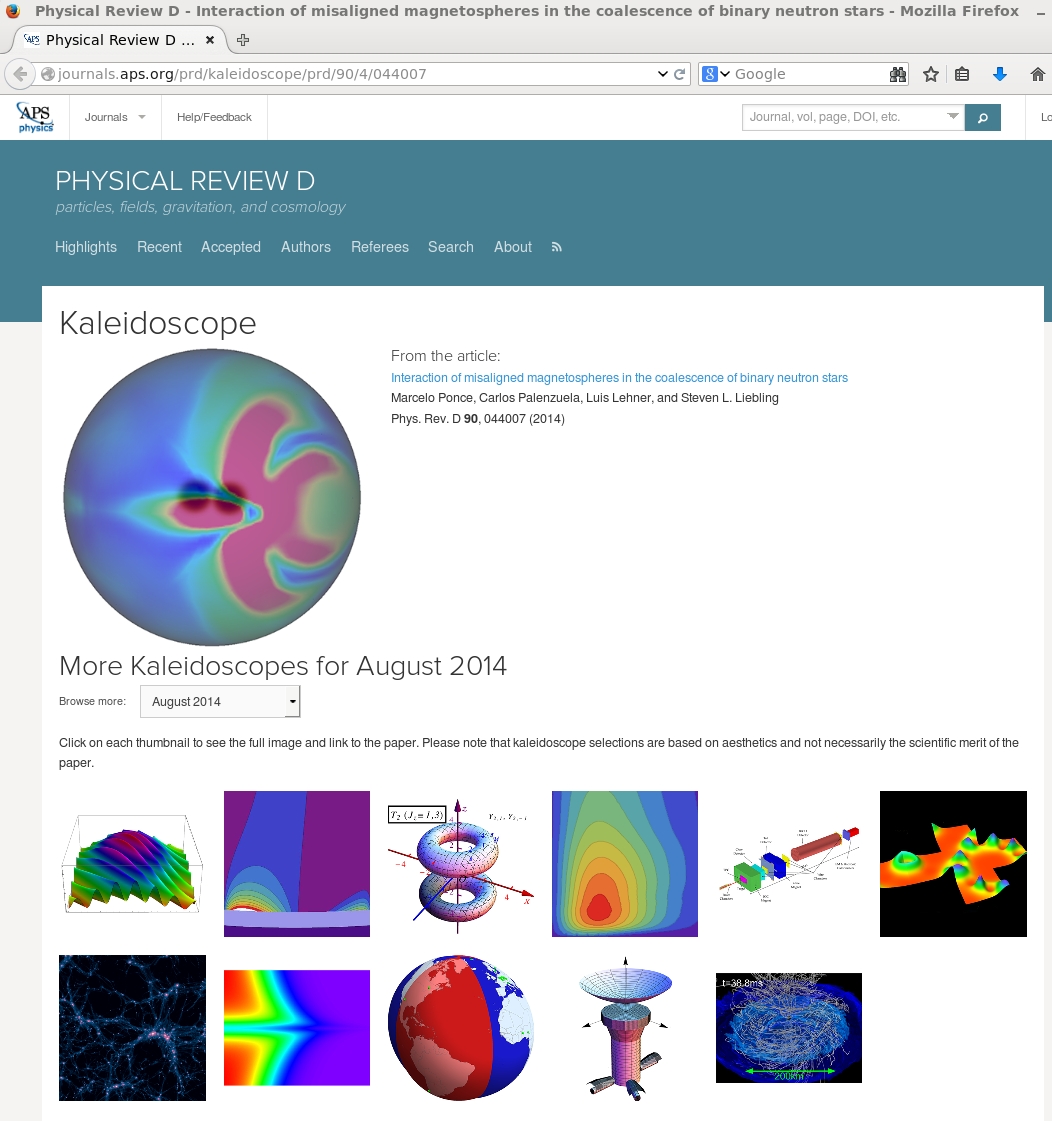 Physical Review D - Interaction of misaligned magnetospheres in the coalescence of binary neutron stars - Mozilla Firefox
APS Physical Review D ...
journals.aps.org/prd/kaleidoscope/prd/90/4/044007
Google
APS
physics
Journals
Help/Feedback
Journal, vol, page, DOI, etc.
Lo
PHYSICAL REVIEW D
particles, fields, gravitation, and cosmology
Highlights Recent Accepted Authors Referees Search About
Kaleidoscope
From the article:
Interaction of misaligned magnetospheres in the coalescence of binary neutron stars
Marcelo Ponce, Carlos Palenzuela, Luis Lehner, and Steven L. Liebling
Phys. Rev. D 90, 044007 (2014)
More Kaleidoscopes for August 2014
Browse more: August 2014
Click on each thumbnail to see the full image and link to the paper. Please note that kaleidoscope selections are based on aesthetics and not necessarily the scientific merit of the
paper.
z
-4
4
x
t=38.8ms
200km